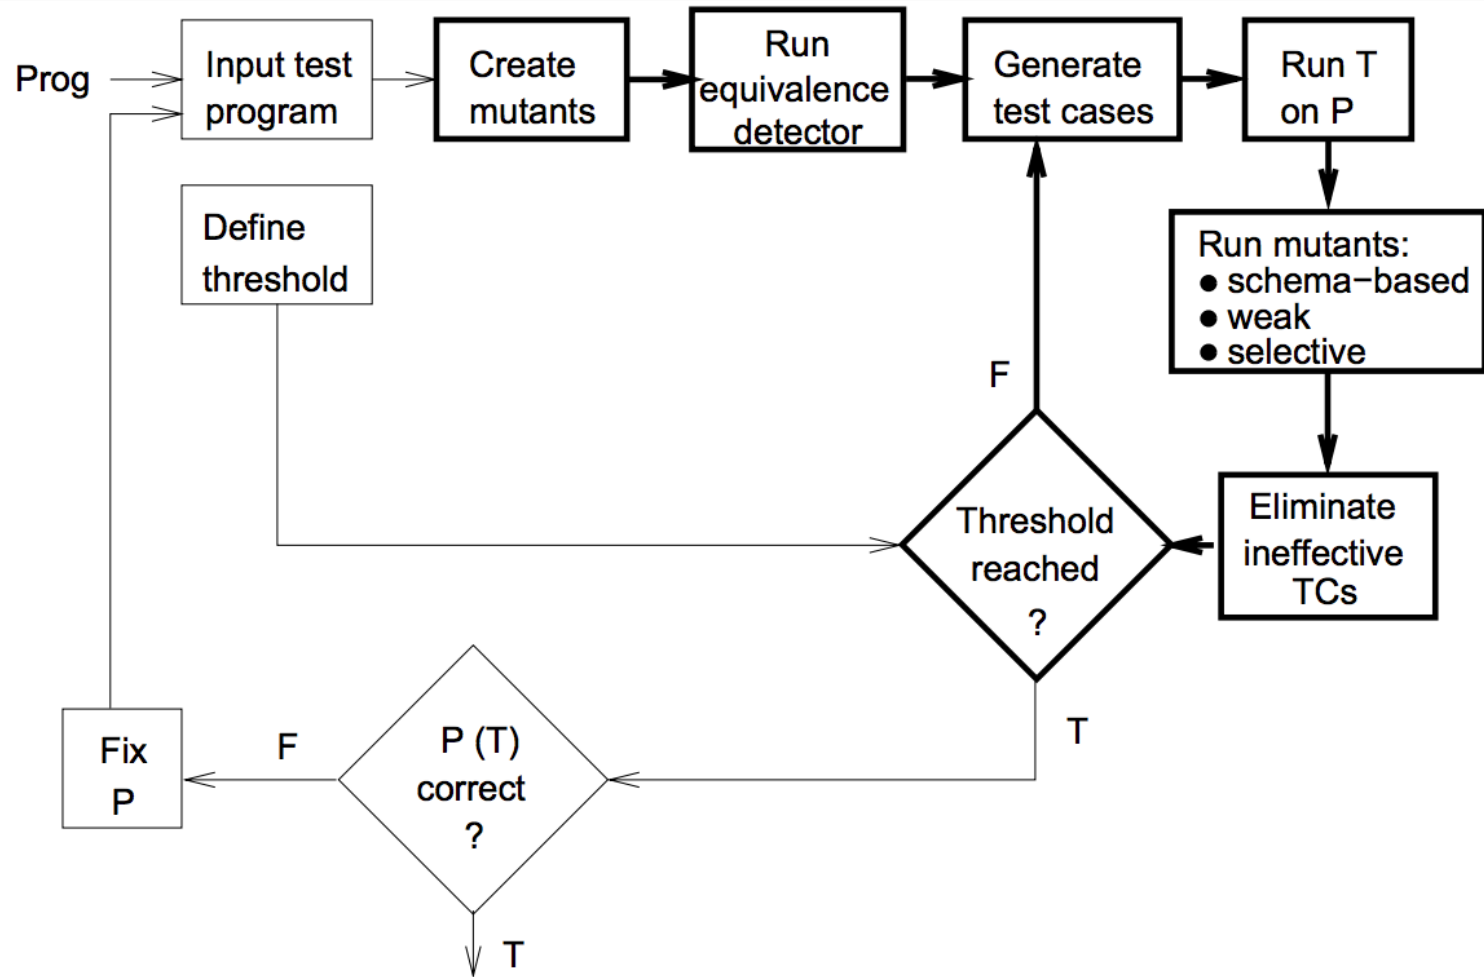 Prog
Input test
program
Create
mutants
Run
equivalence
detector
Generate
test cases
Run T
on P
Define
threshold
Run mutants:
● schema−based
● weak
● selective
F
Threshold
reached
?
Eliminate
ineffective
TCs
T
P (T)
correct
?
F
Fix
P
T